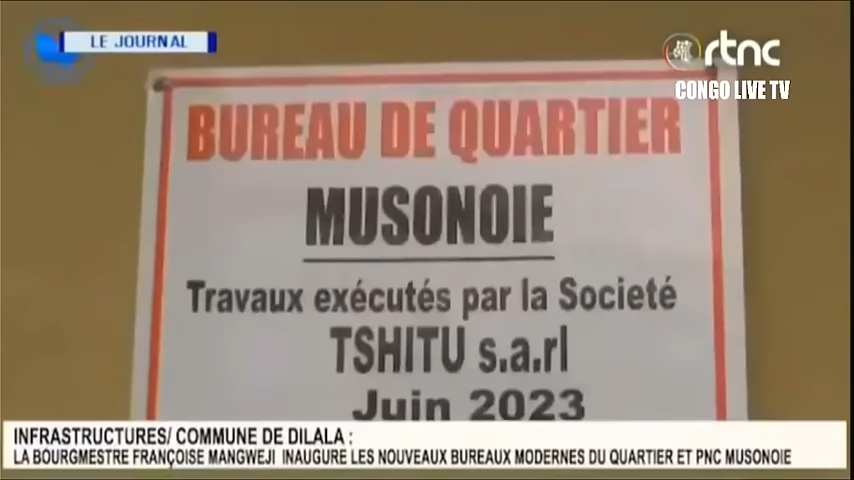 LE JOURNAL
rtnc
CONGO LIVE TV
BUREAU DE QUARTIER
MUSONOIE
Travaux exécutés par la Societé
TSHITU s.a.rl
Juin 2023
INFRASTRUCTURES/ COMMUNE DE DILALA :
LA BOURGMESTRE FRANÇOISE MANGWEJI INAUGURE LES NOUVEAUX BUREAUX MODERNES DU QUARTIER ET PNC MUSONOIE